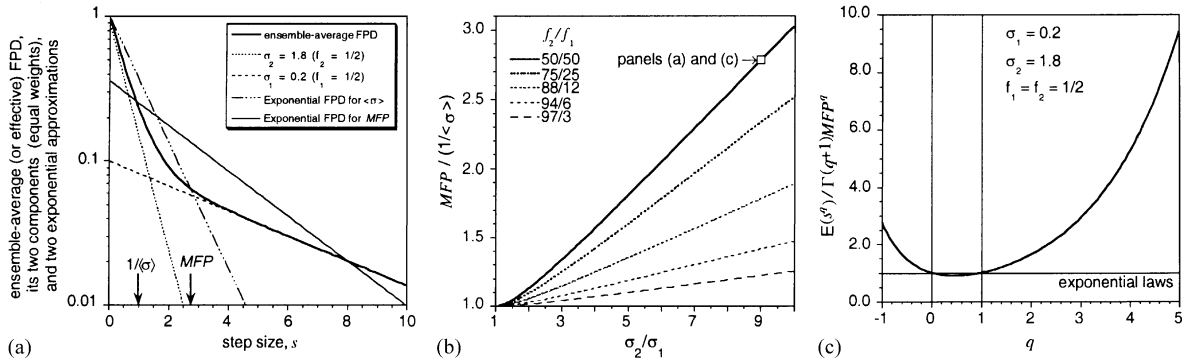 ensemble-average (or effective) FPD,
its two components (equal weights),
and two exponential approximations
1
0.1
0.01
ensemble-average FPD
σ2 = 1.8 (f2 = 1/2)
σ1 = 0.2 (f1 = 1/2)
Exponential FPD for <σ>
Exponential FPD for MFP
1/⟨σ⟩
MFP
0 2 4 6 8 10
step size, s
(a)
MFP / (1/<σ>)
3.0
2.5
2.0
1.5
1.0
f2/f1
50/50
75/25
88/12
94/6
97/3
panels (a) and (c)→
1 3 5 7 9
σ2/σ1
(b)
E(s^q) / Γ(q+1)MFP^q
10.0
8.0
6.0
4.0
2.0
0.0
σ1 = 0.2
σ2 = 1.8
f1 = f2 = 1/2
exponential laws
-1 0 1 2 3 4 5
q
(c)